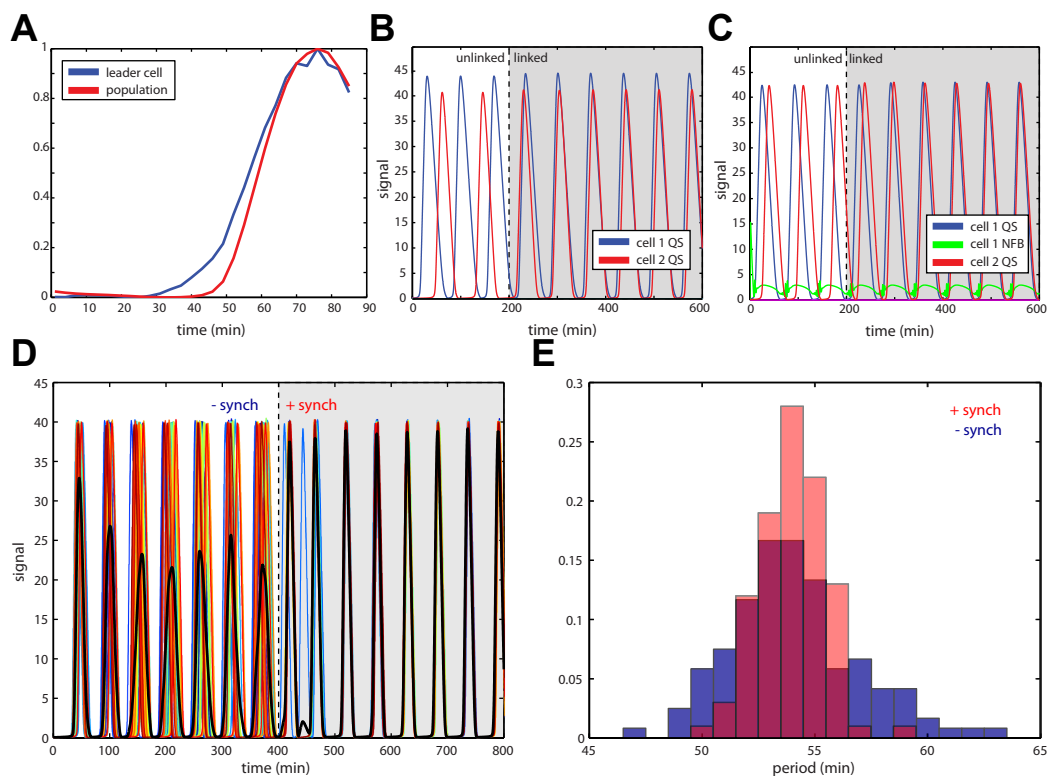 A
1
0.8
0.6
0.4
0.2
0
0 10 20 30 40 50 60 70 80 90
time (min)
leader cell
population
B
unlinked linked
45
40
35
30
25
20
15
10
5
0
signal
0 200 400 600
time (min)
cell 1 QS
cell 2 QS
C
unlinked linked
45
40
35
30
25
20
15
10
5
0
signal
0 200 400 600
time (min)
cell 1 QS
cell 1 NFB
cell 2 QS
D
- synch + synch
45
40
35
30
25
20
15
10
5
0
signal
0 100 200 300 400 500 600 700 800
time (min)
E
+ synch
- synch
0.3
0.25
0.2
0.15
0.1
0.05
0
45 50 55 60 65
period (min)